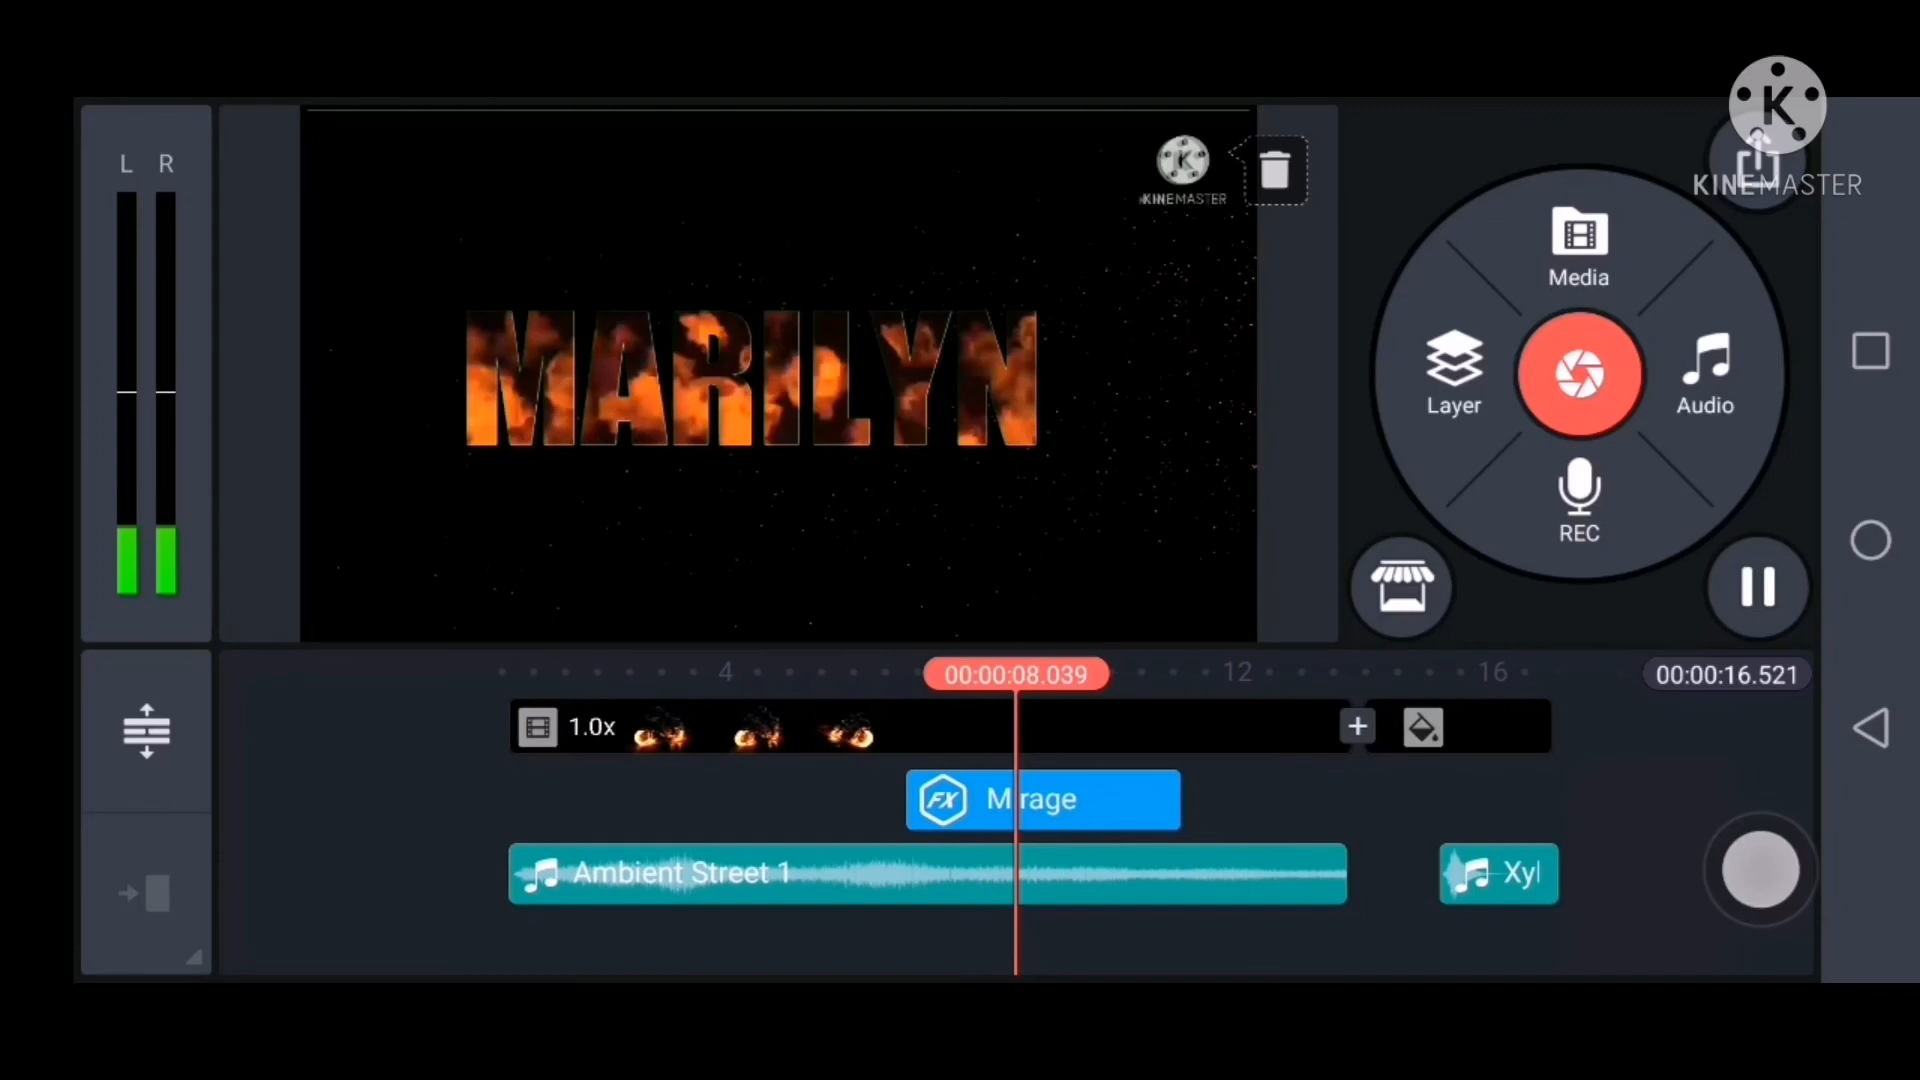 L R
KINEMASTER
MARILYN
KINEMASTER
Media
Layer
Audio
REC
4
00:00:08.039
12
16
00:00:16.521
1.0x
FX Mirage
Ambient Street 1
Xyl